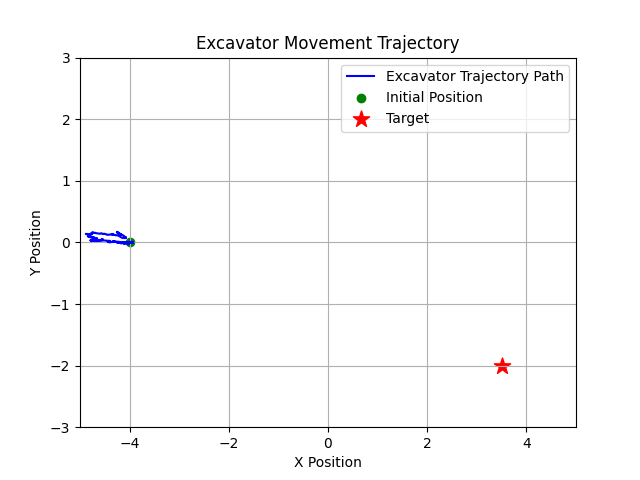 Excavator Movement Trajectory
Excavator Trajectory Path
Initial Position
Target
3
2
1
0
−1
−2
−3
Y Position
−4
−2
0
2
4
X Position